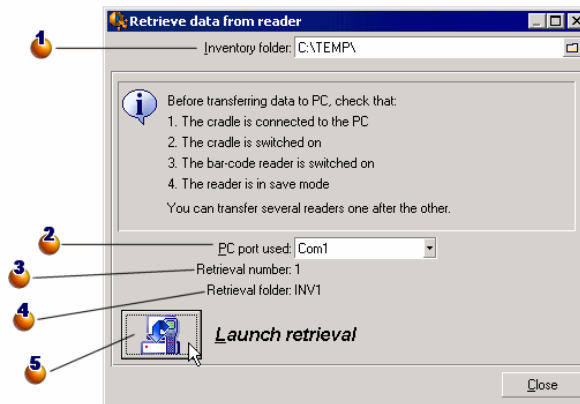 Retrieve data from reader
1
Inventory folder: C:\TEMP\
Before transferring data to PC, check that:
1. The cradle is connected to the PC
2. The cradle is switched on
3. The bar-code reader is switched on
4. The reader is in save mode
You can transfer several readers one after the other.
2
PC port used: Com1
3
Retrieval number: 1
4
Retrieval folder: INV1
5
Launch retrieval
Close